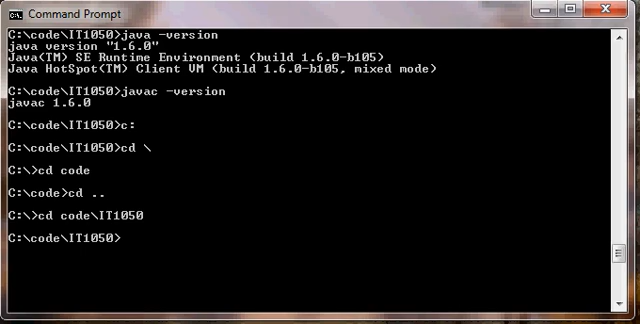 Command Prompt
C:\code\IT1050>java -version
java version "1.6.0"
Java(TM) SE Runtime Environment (build 1.6.0-b105)
Java HotSpot(TM) Client VM (build 1.6.0-b105, mixed mode)
C:\code\IT1050>javac -version
javac 1.6.0
C:\code\IT1050>c:
C:\code\IT1050>cd \
C:\>cd code
C:\code>cd ..
C:\>cd code\IT1050
C:\code\IT1050>